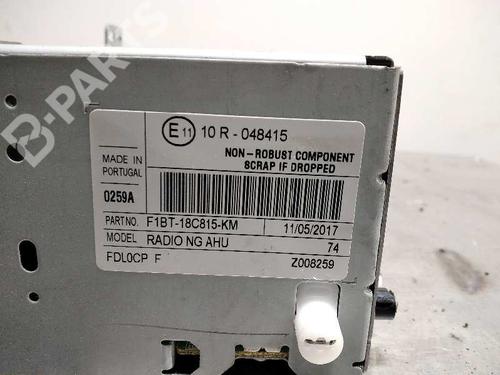 B-PARTS
E11 10 R - 048415
NON-ROBUST COMPONENT
SCRAP IF DROPPED
MADE IN
PORTUGAL
0259A
PART NO. F1BT-18C815-KM 11/05/2017
MODEL RADIO NG AHU 74
FDL0CP F Z008259